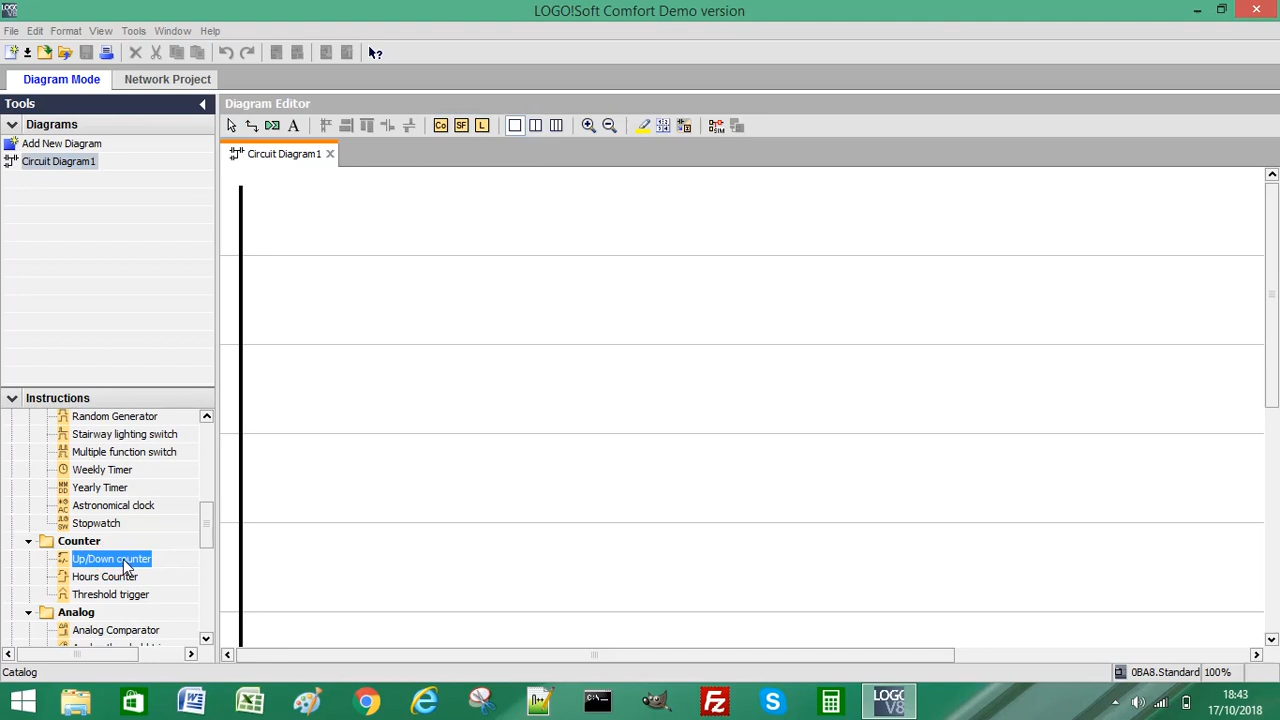 LOGO!Soft Comfort Demo version
File Edit Format View Tools Window Help
Diagram Mode Network Project
Tools
Diagram Editor
Diagrams
Add New Diagram
Circuit Diagram1
Circuit Diagram1
Instructions
Random Generator
Stairway lighting switch
Multiple function switch
Weekly Timer
Yearly Timer
Astronomical clock
Stopwatch
Counter
Up/Down counter
Hours Counter
Threshold trigger
Analog
Analog Comparator
Catalog
0BA8.Standard 100%
18:43
17/10/2018